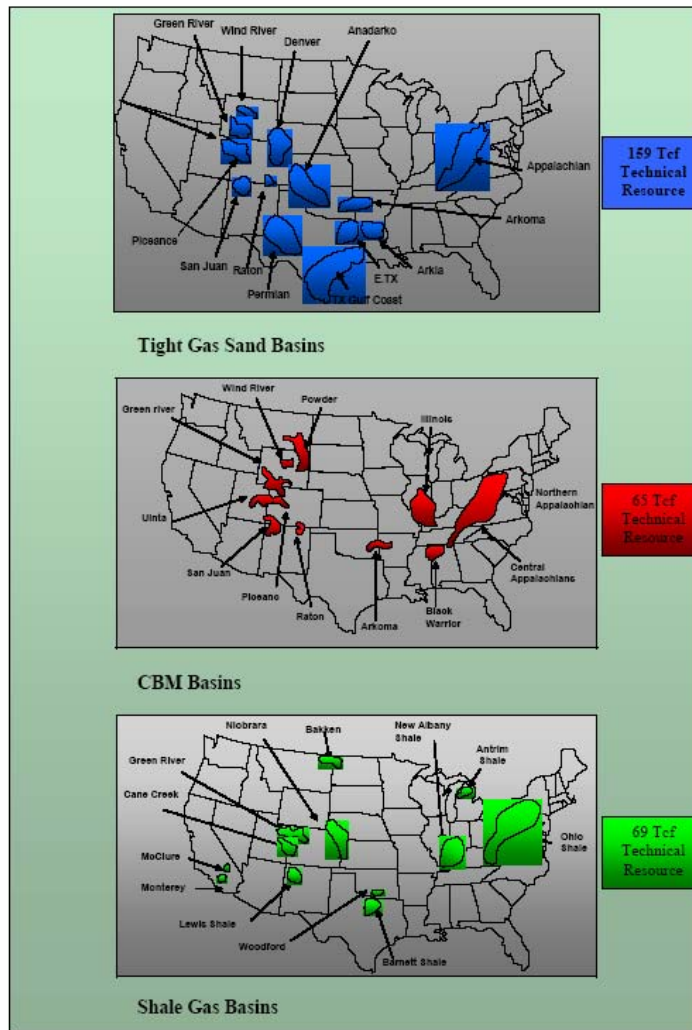 Green River
Wind River
Denver
Anadarko
Appalachian
159 Tcf
Technical
Resource
Arkoma
Piceance
San Juan
Raton
Permian
E.TX
Arkla
TX Gulf Coast
Tight Gas Sand Basins
Wind River
Powder
Green river
Illinois
Northern
Appalachian
65 Tcf
Technical
Resource
Uinta
San Juan
Raton
Arkoma
Black
Warrior
Central
Appalachians
CBM Basins
Niobrara
Bakken
New Albany
Shale
Antrim
Shale
Green River
Cane Creek
69 Tcf
Technical
Resource
Ohio
Shale
McClure
Monterey
Lewis Shale
Woodford
Barnett Shale
Shale Gas Basins